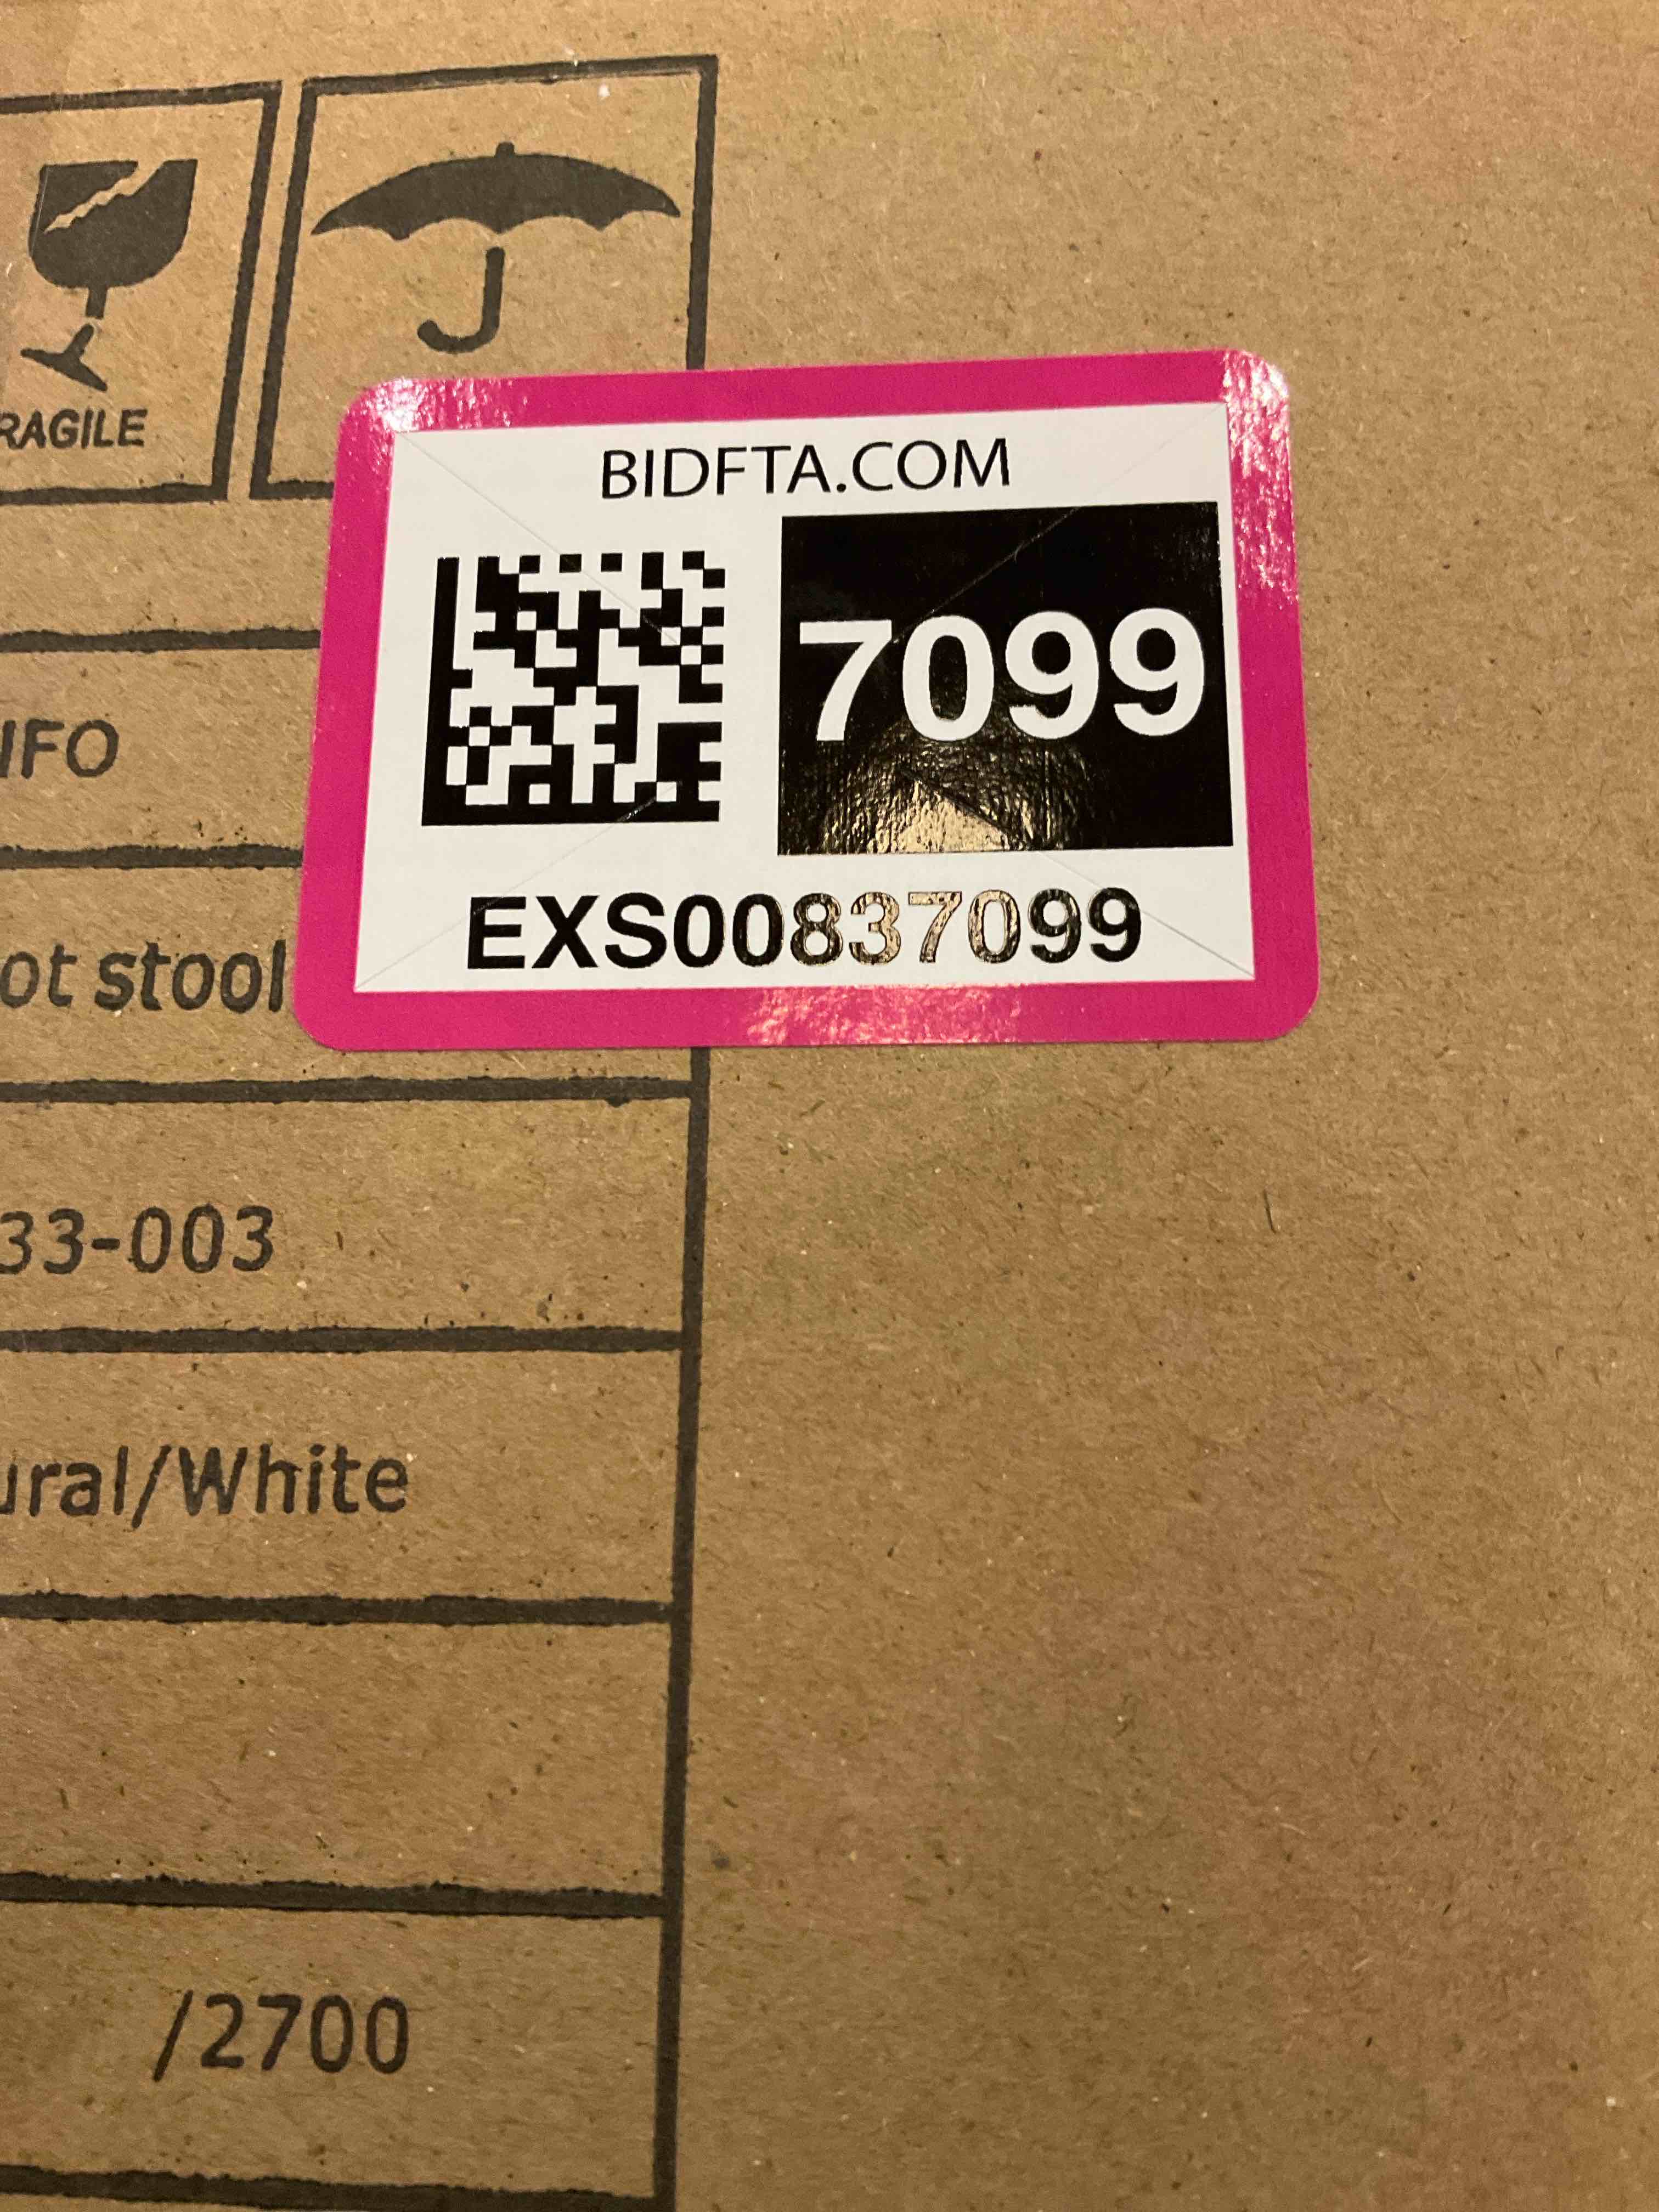 RAGILE
BIDFTA.COM
7099
IFO
EXS00837099
ot stool
33-003
ural/White
/2700